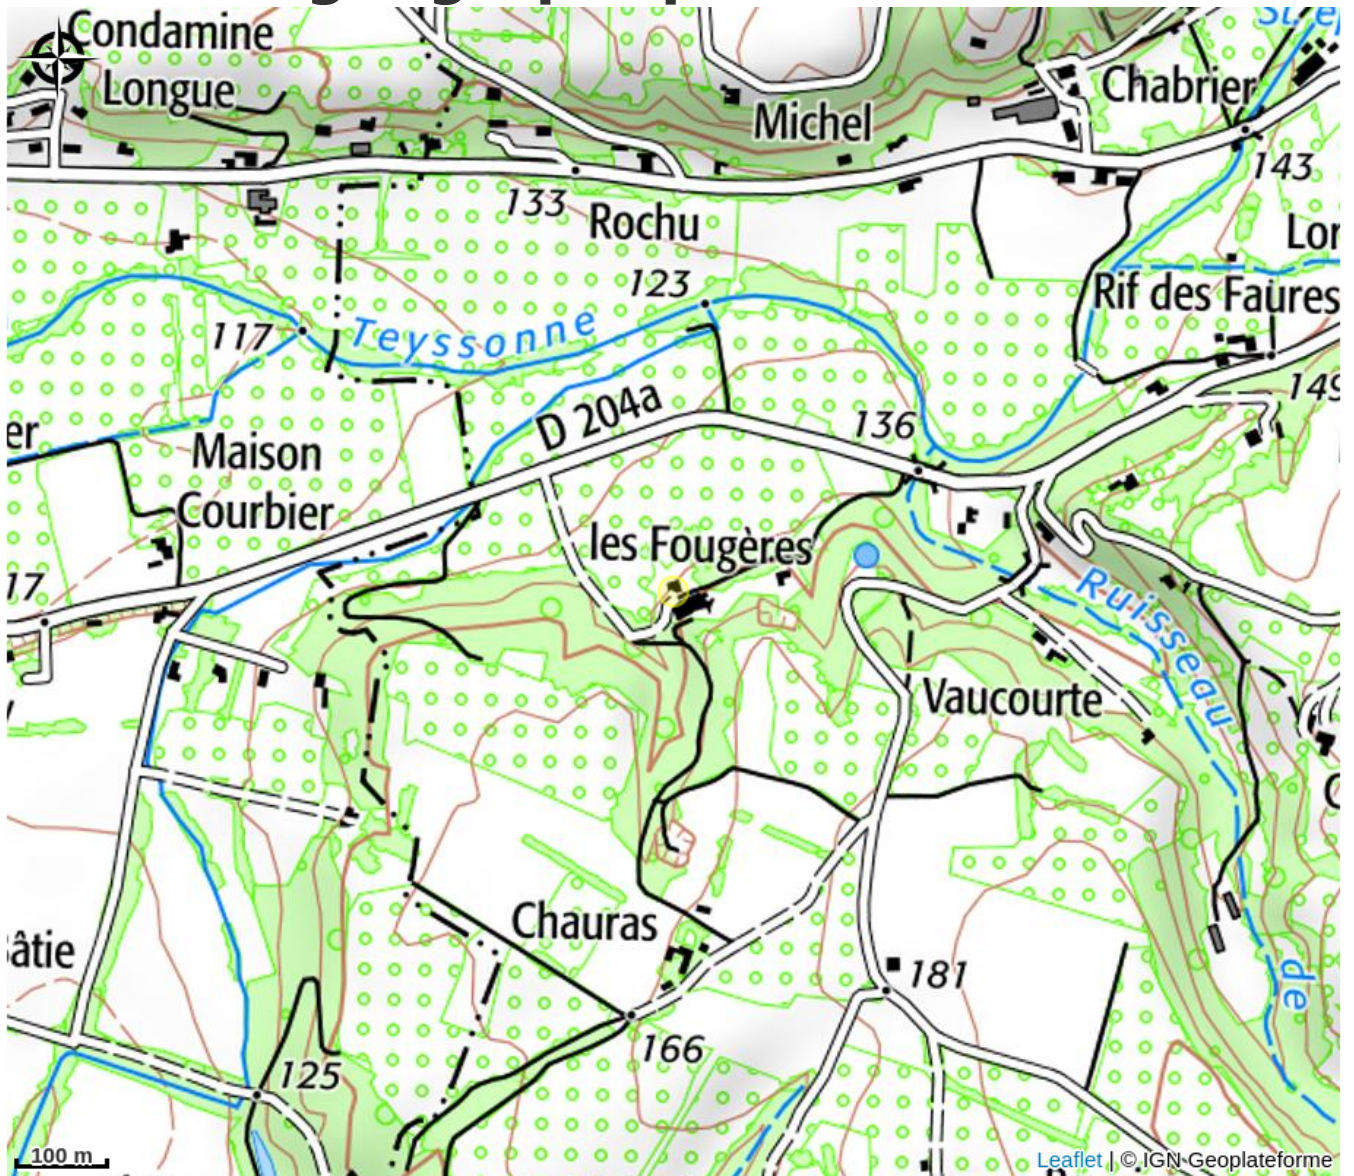 Condamine
Longue
Michel
Chabrier
143
133
Rochu
Lor
123
Rif des Faures
117
Teyssonne
149
D 204a
136
er
Maison
Courbier
les Fougères
17
Ruisseau
Vaucourte
Chauras
âtie
181
de
166
125
100 m
Leaflet | © IGN Geoplateforme